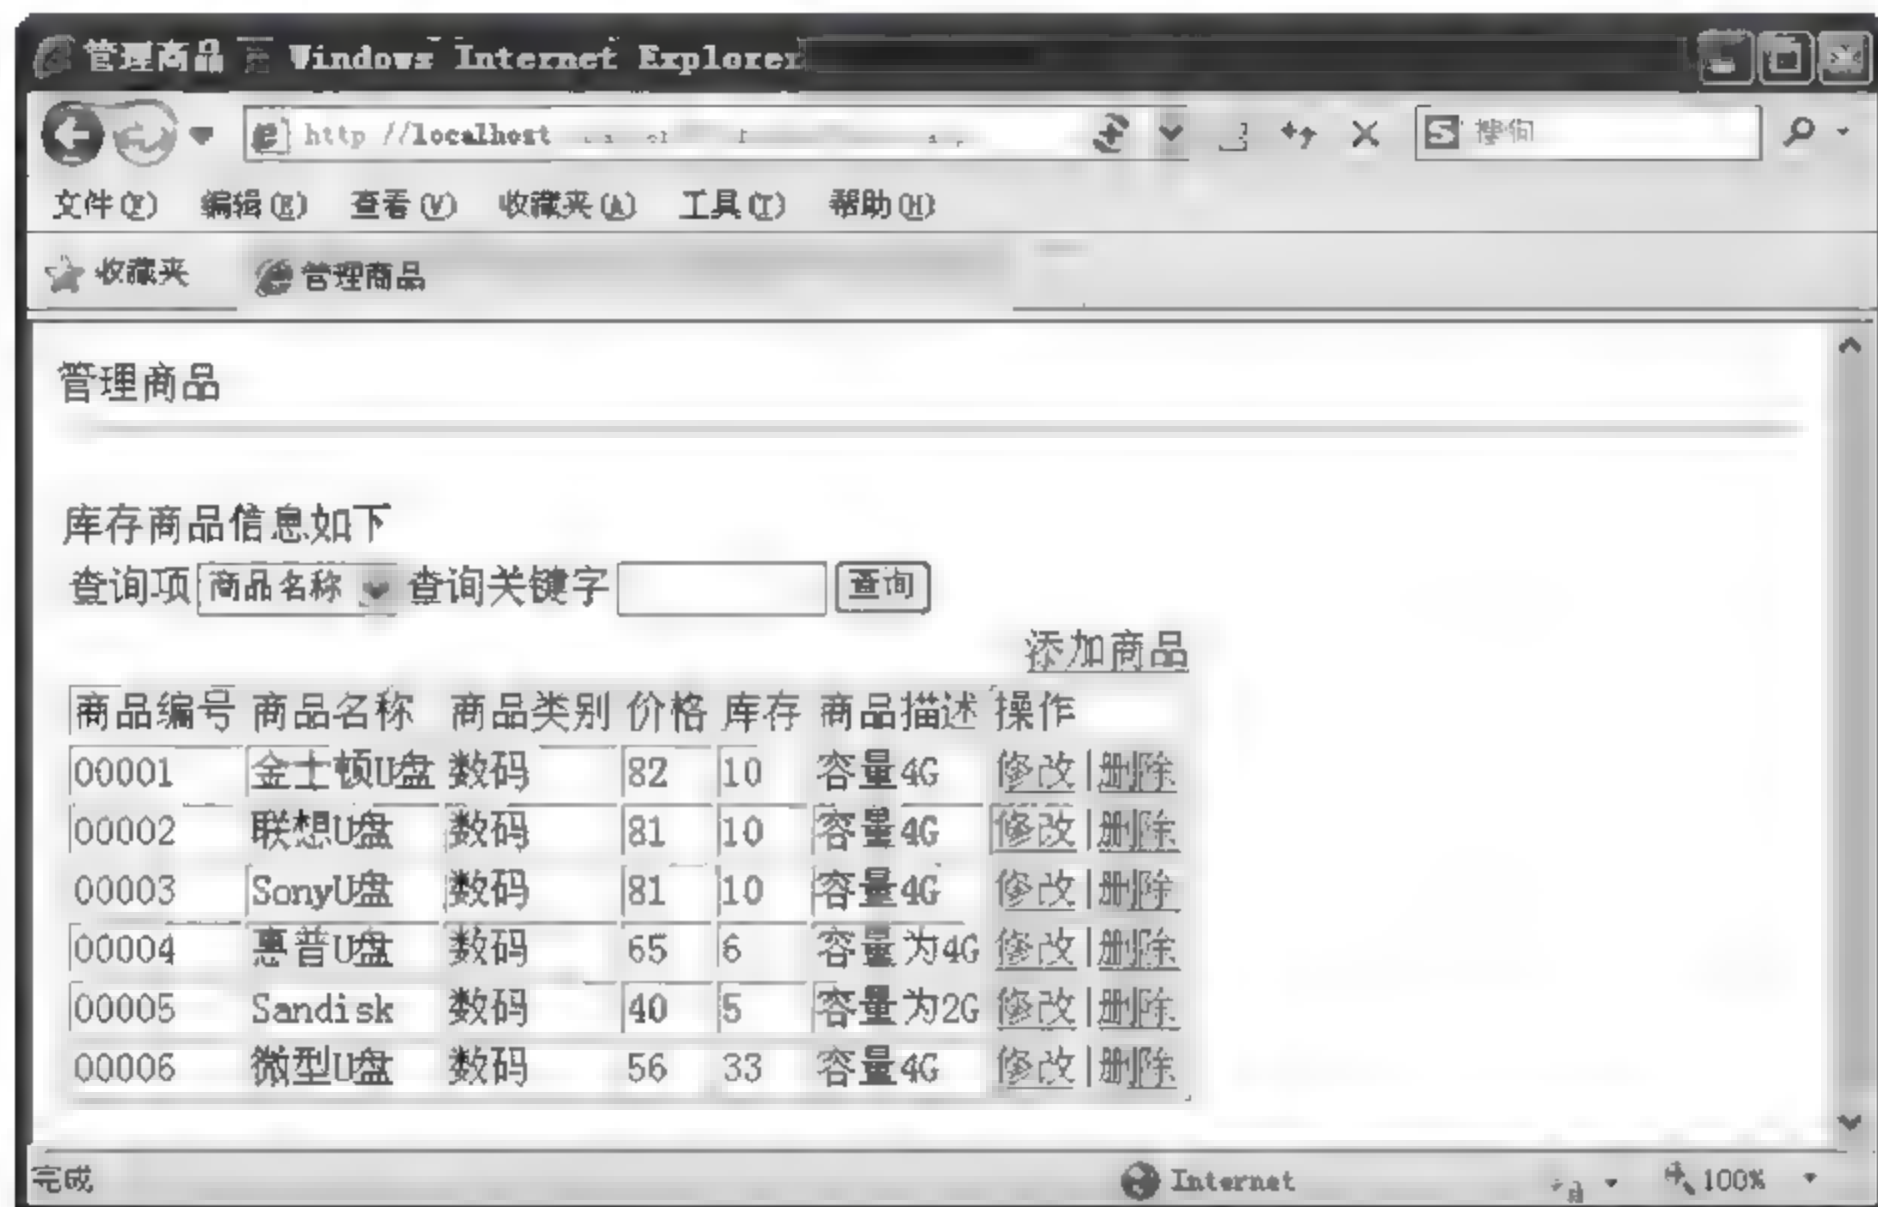 管理商品 Windows Internet Explorer
http //localhost 搜狗
文件(F) 编辑(E) 查看(V) 收藏夹(A) 工具(T) 帮助(H)
收藏夹 管理商品
管理商品
库存商品信息如下
查询项 商品名称 查询关键字 查询
添加商品
商品编号 商品名称 商品类别 价格 库存 商品描述 操作
00001 金士顿U盘 数码 82 10 容量4G 修改|删除
00002 联想U盘 数码 81 10 容量4G 修改|删除
00003 SonyU盘 数码 81 10 容量4G 修改|删除
00004 惠普U盘 数码 65 6 容量为4G 修改|删除
00005 Sandisk 数码 40 5 容量为2G 修改|删除
00006 微型U盘 数码 56 33 容量4G 修改|删除
完成 Internet 100%